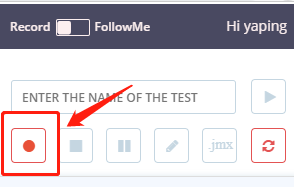 Record FollowMe Hi yaping
ENTER THE NAME OF THE TEST
.jmx